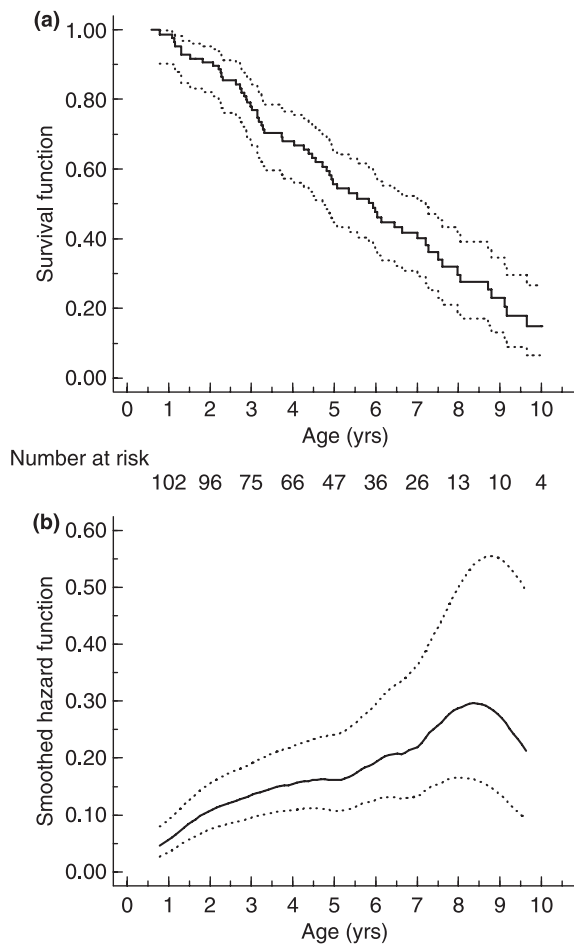 (a)
Survival function
1.00
0.80
0.60
0.40
0.20
0.00
0 1 2 3 4 5 6 7 8 9 10
Age (yrs)
Number at risk
102 96 75 66 47 36 26 13 10 4
(b)
Smoothed hazard function
0.60
0.50
0.40
0.30
0.20
0.10
0.00
0 1 2 3 4 5 6 7 8 9 10
Age (yrs)